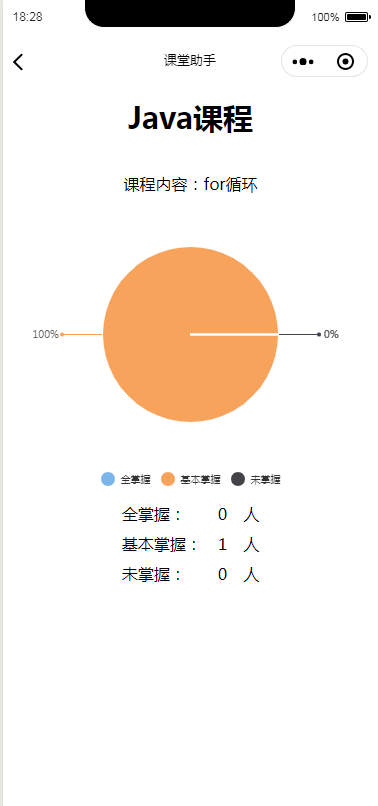 18:28 100%
课堂助手
Java课程
课程内容：for循环
100% 0%
全掌握 基本掌握 未掌握
全掌握： 0 人
基本掌握： 1 人
未掌握： 0 人